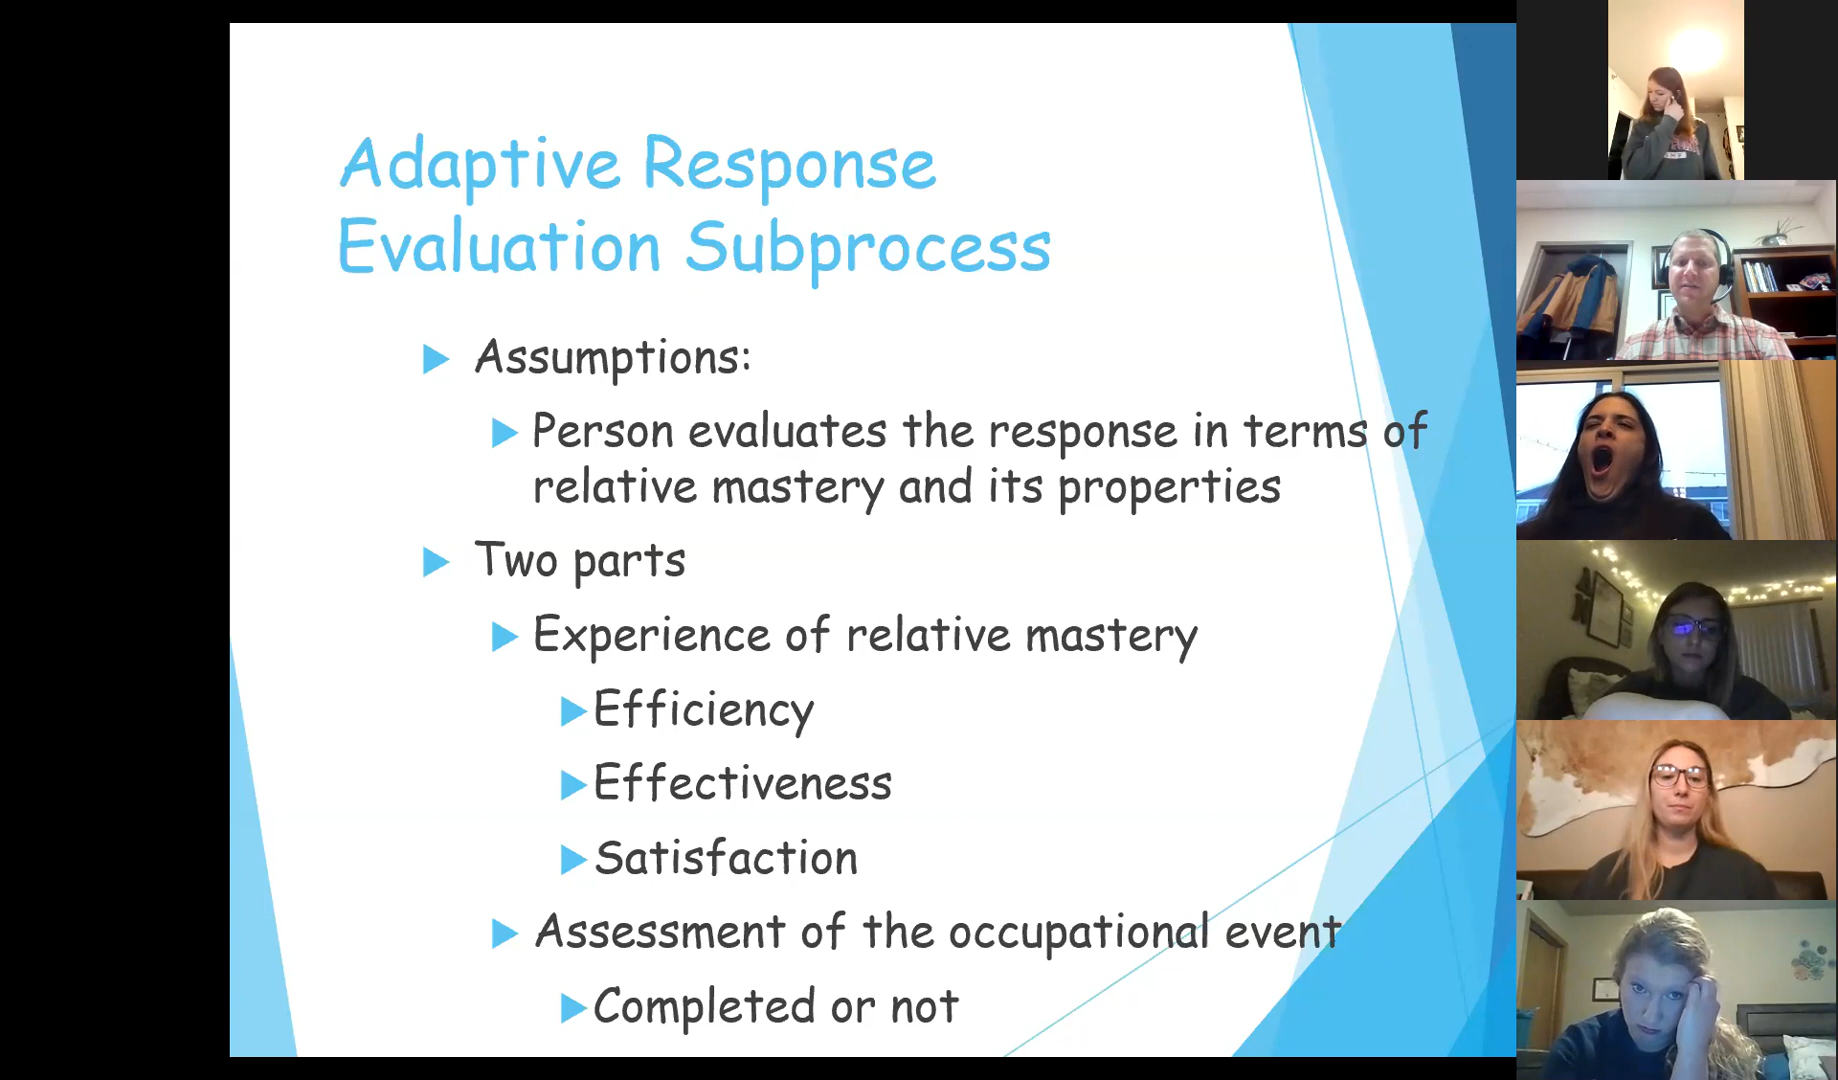 Adaptive Response
Evaluation Subprocess
Assumptions:
Person evaluates the response in terms of
relative mastery and its properties
Two parts
Experience of relative mastery
Efficiency
Effectiveness
Satisfaction
Assessment of the occupational event
Completed or not